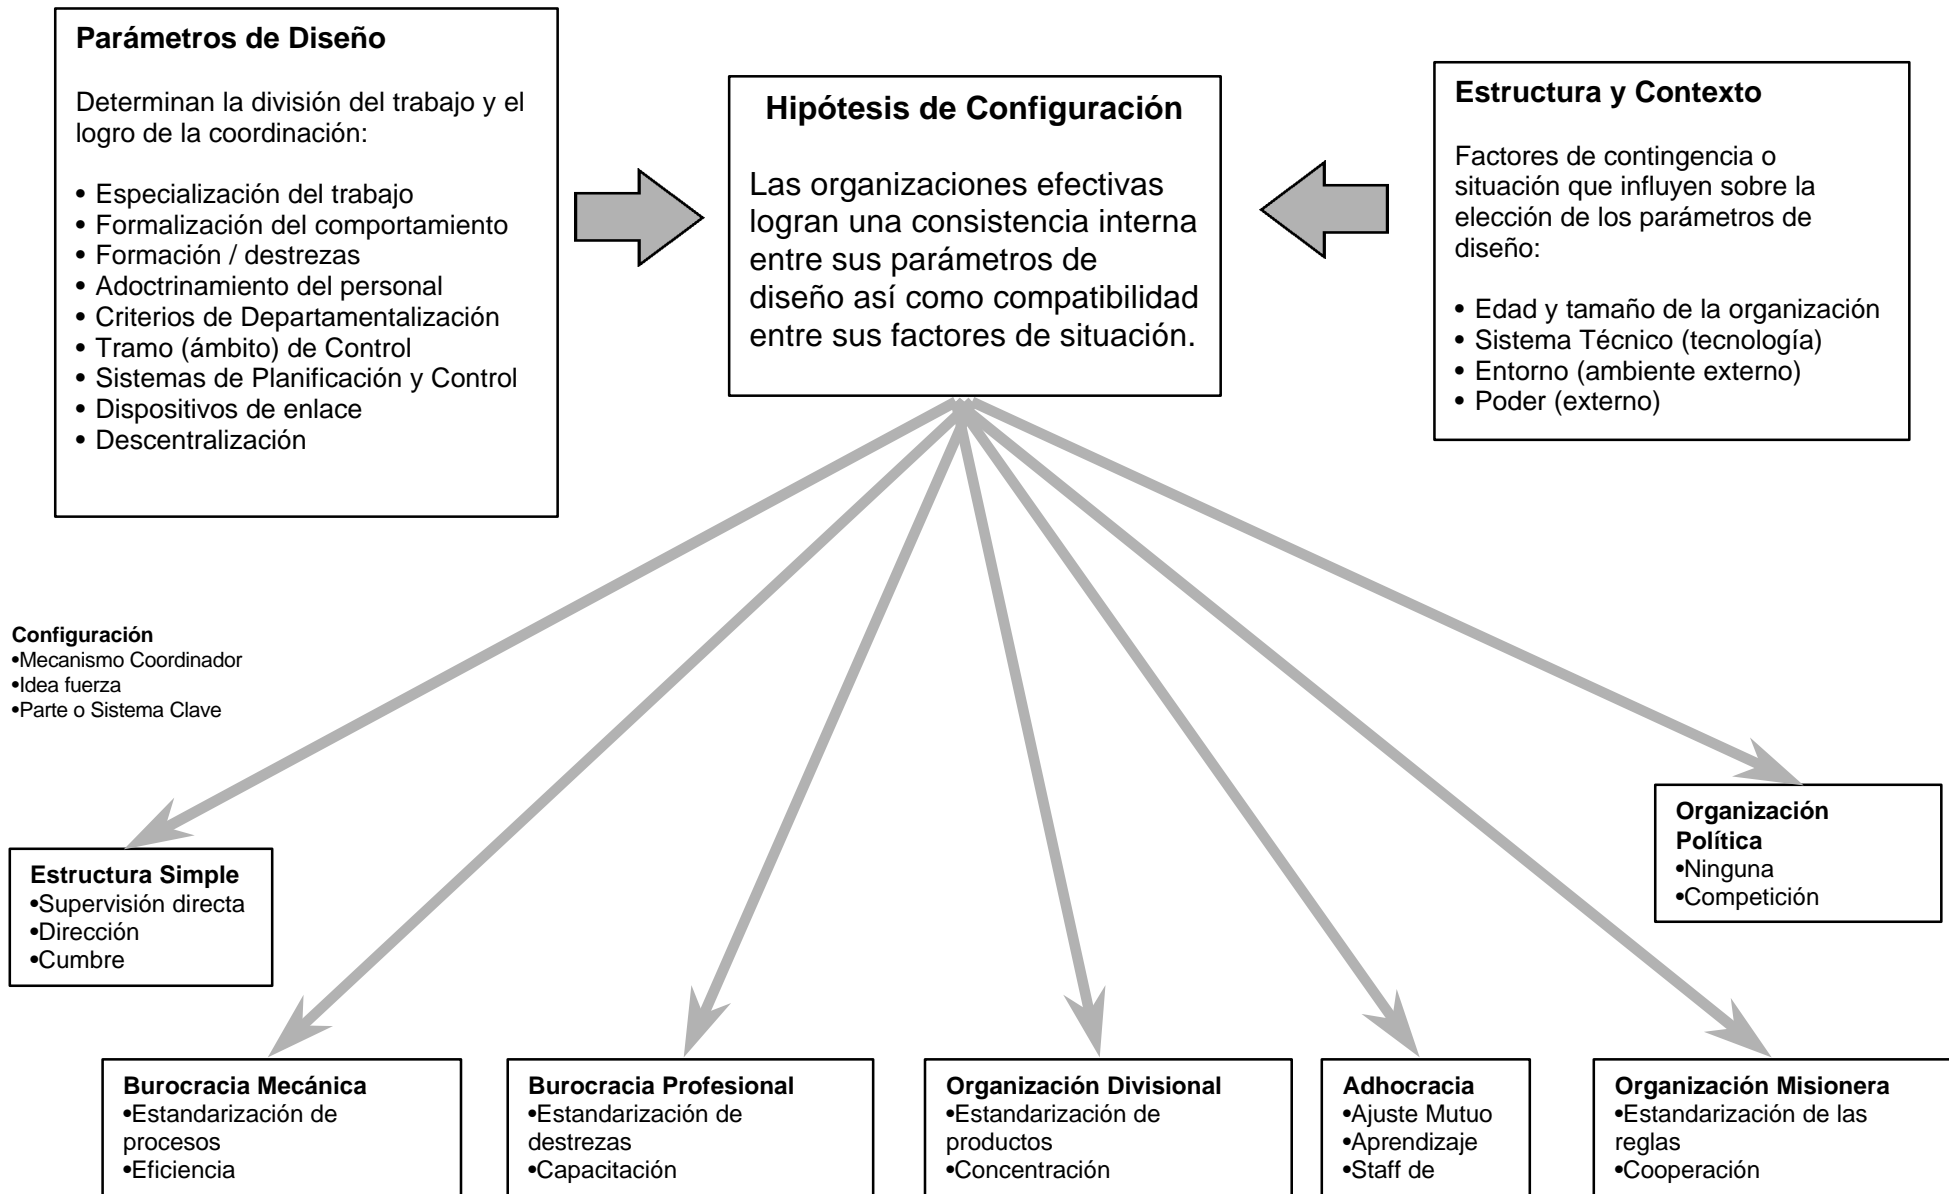 Parámetros de Diseño
Determinan la división del trabajo y el
logro de la coordinación:
• Especialización del trabajo
• Formalización del comportamiento
• Formación / destrezas
• Adoctrinamiento del personal
• Criterios de Departamentalización
• Tramo (ámbito) de Control
• Sistemas de Planificación y Control
• Dispositivos de enlace
• Descentralización
Hipótesis de Configuración
Las organizaciones efectivas
logran una consistencia interna
entre sus parámetros de
diseño así como compatibilidad
entre sus factores de situación.
Estructura y Contexto
Factores de contingencia o
situación que influyen sobre la
elección de los parámetros de
diseño:
• Edad y tamaño de la organización
• Sistema Técnico (tecnología)
• Entorno (ambiente externo)
• Poder (externo)
Configuración
•Mecanismo Coordinador
•Idea fuerza
•Parte o Sistema Clave
Estructura Simple
•Supervisión directa
•Dirección
•Cumbre
Organización
Política
•Ninguna
•Competición
Burocracia Mecánica
•Estandarización de
procesos
•Eficiencia
Burocracia Profesional
•Estandarización de
destrezas
•Capacitación
Organización Divisional
•Estandarización de
productos
•Concentración
Adhocracia
•Ajuste Mutuo
•Aprendizaje
•Staff de
Organización Misionera
•Estandarización de las
reglas
•Cooperación